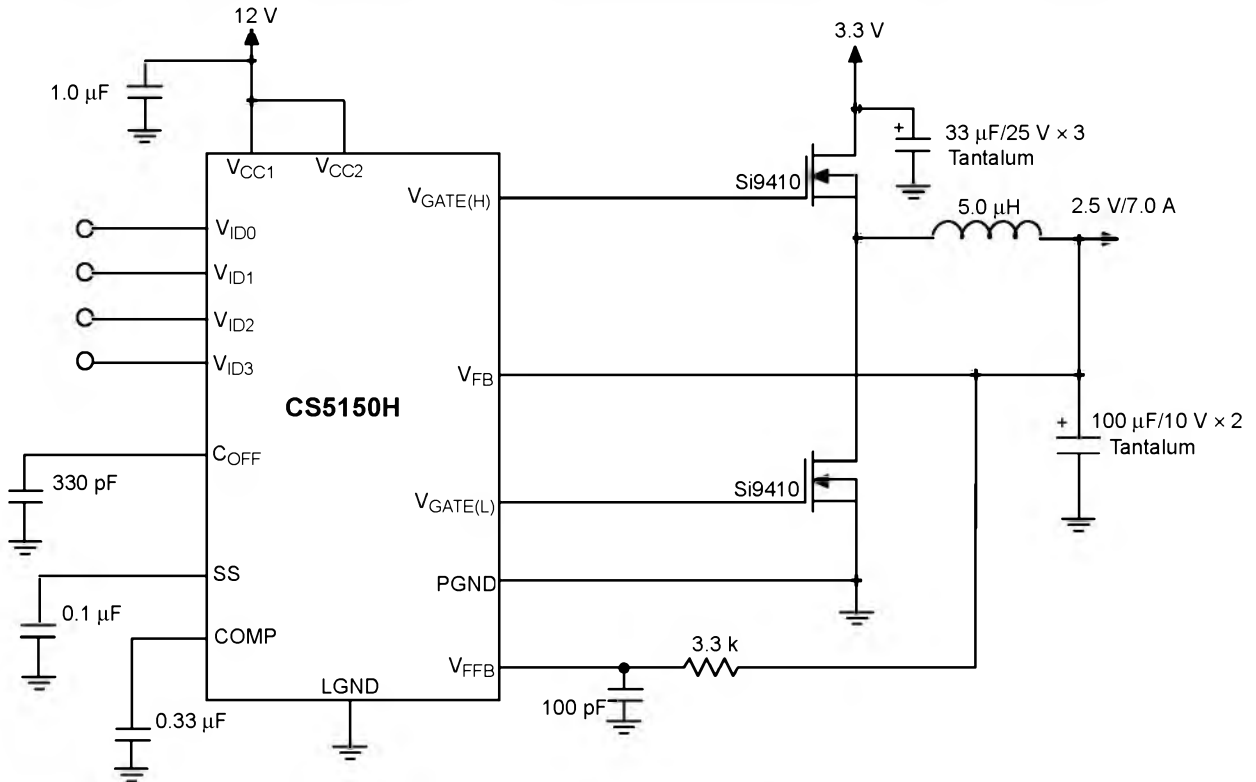 12 V
3.3 V
1.0 μF
33 μF/25 V × 3
Tantalum
VCC1
VCC2
VGATE(H)
Si9410
5.0 μH
2.5 V/7.0 A
VID0
VID1
VID2
VID3
VFB
CS5150H
100 μF/10 V × 2
Tantalum
+
+
COFF
330 pF
Si9410
VGATE(L)
SS
PGND
0.1 μF
COMP
3.3 k
VFFB
LGND
100 pF
0.33 μF